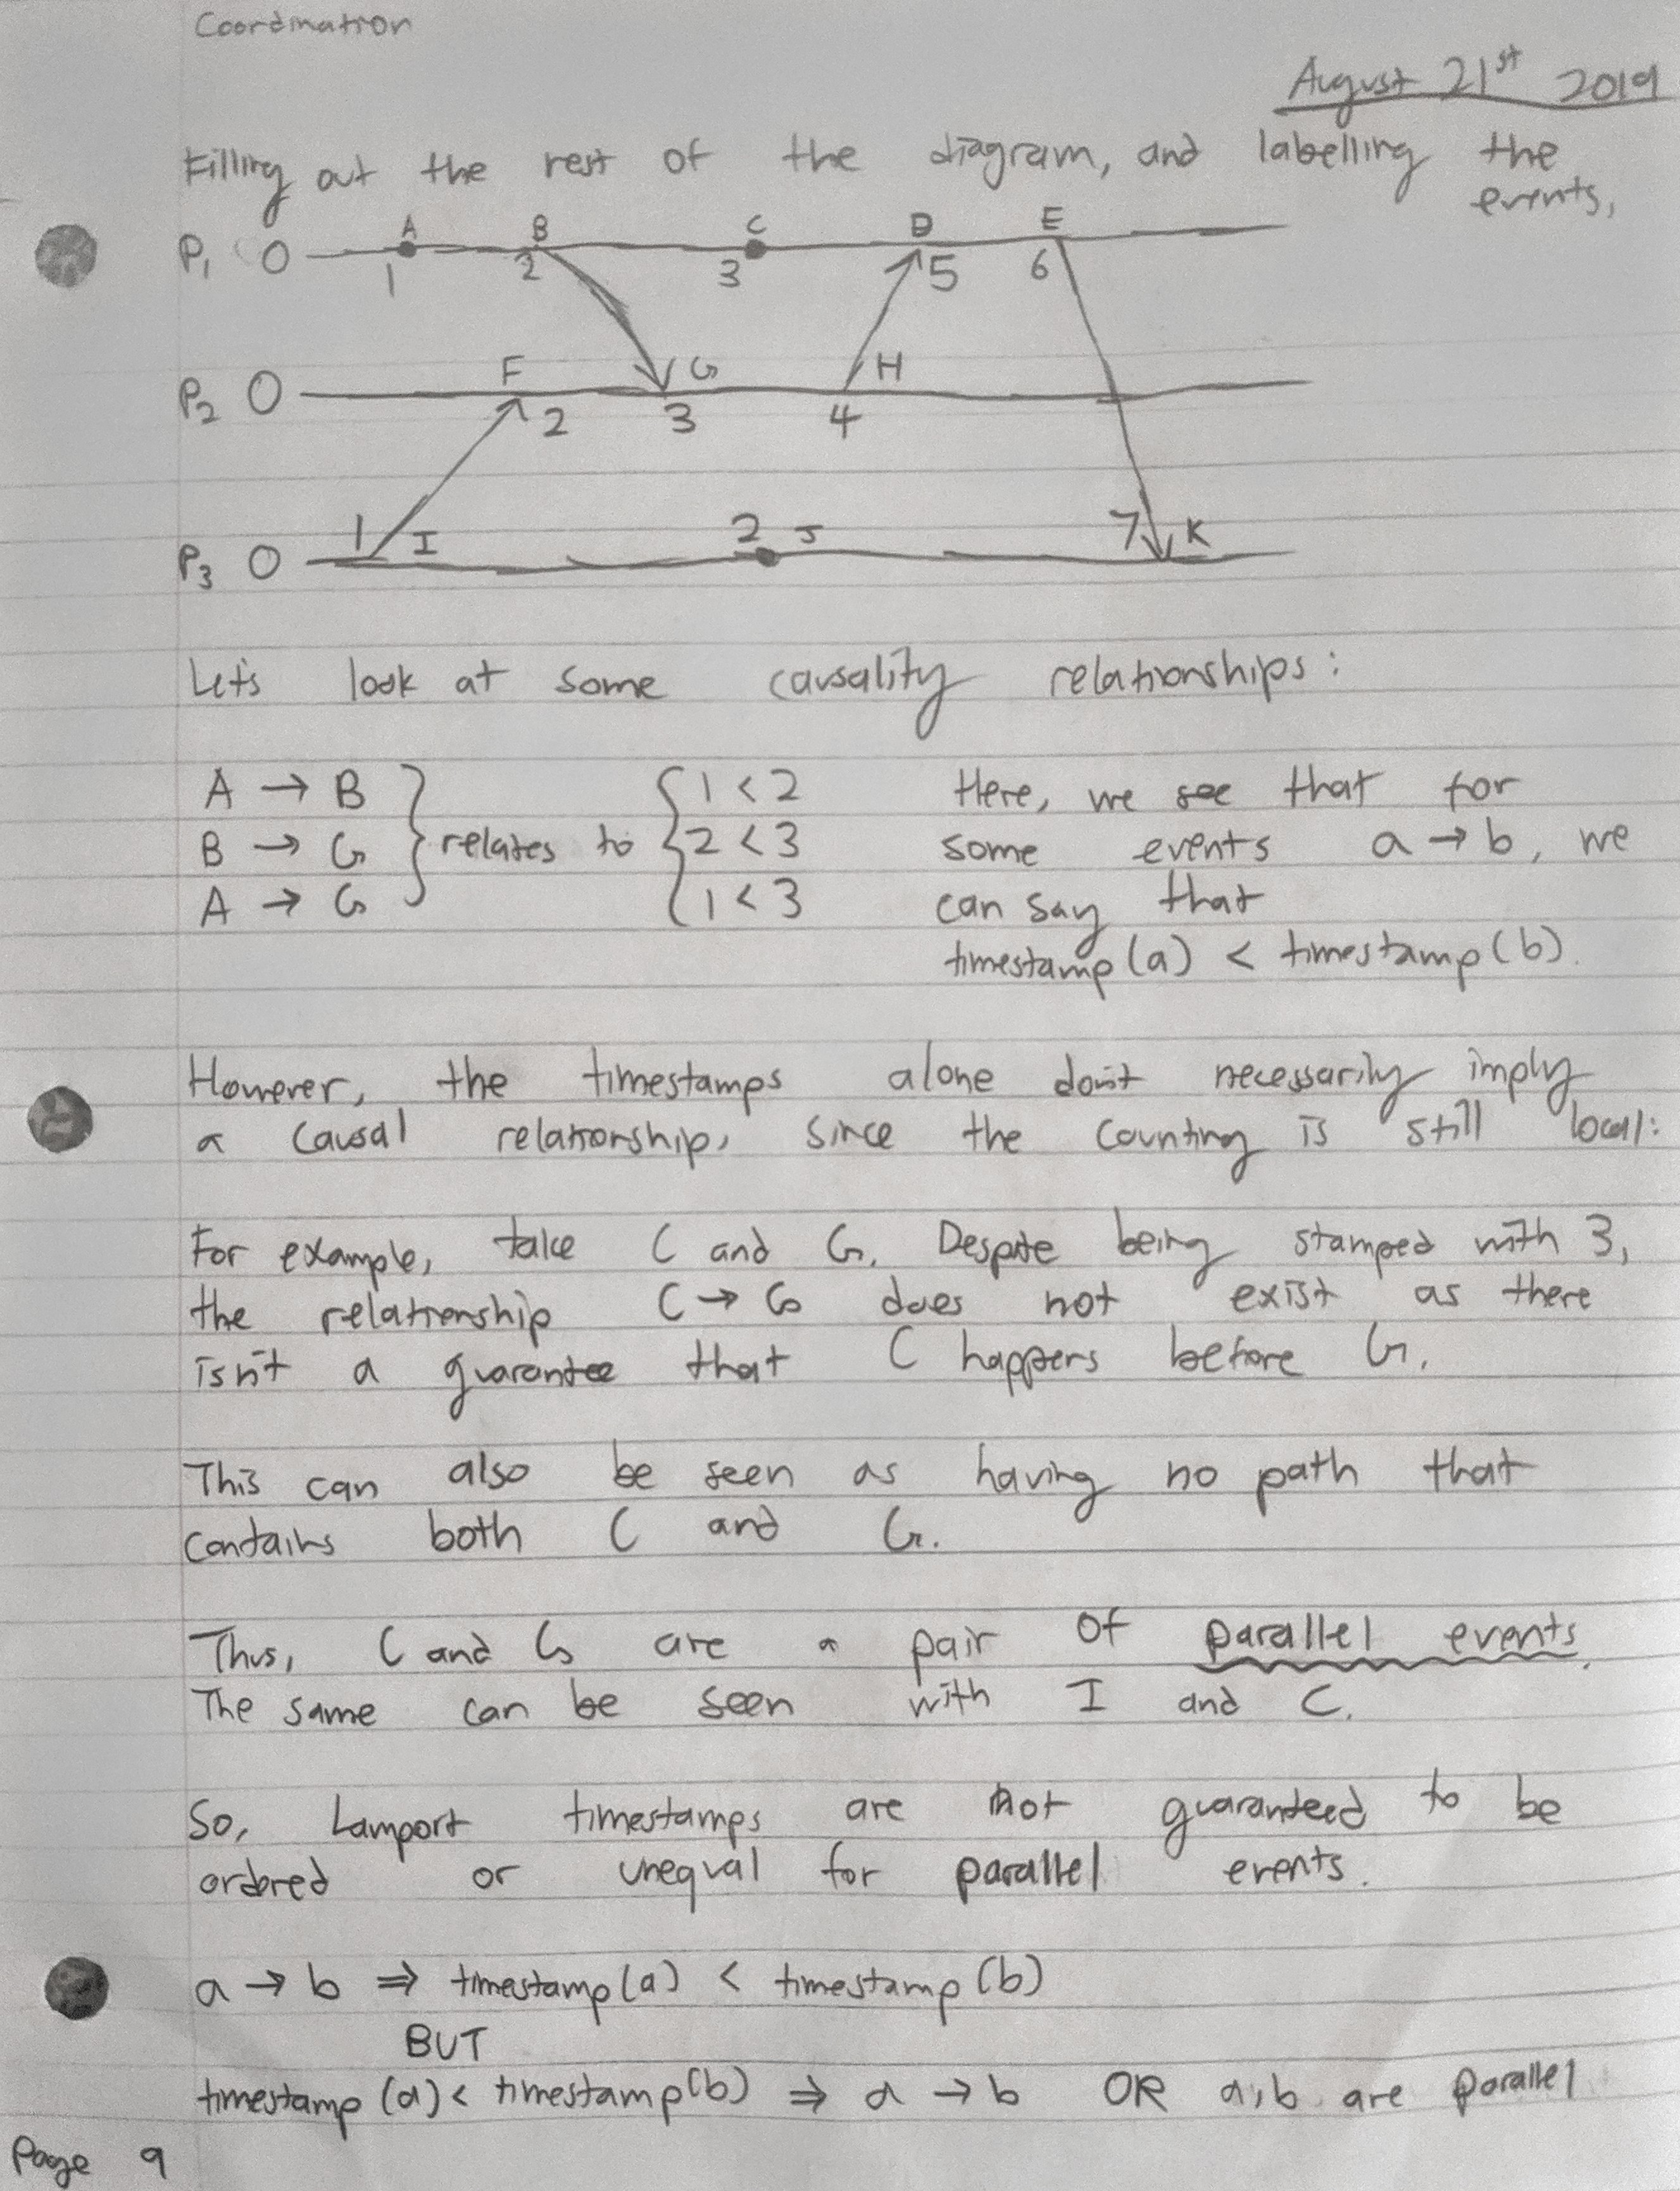 Coordination
August 21st 2019
Filling out the rest of the diagram, and labelling the
events,
A B C D E
P1 0 1 2 3 5 6
F G H
P2 0 2 3 4
1 I 2 J 7 K
P3 0
Let's look at some causality relationships:
A → B } relates to { 1 < 2 Here, we see that for
B → G 2 < 3 some events a → b, we
A → G 1 < 3 can say that
timestamp(a) < timestamp(b).
However, the timestamps alone don't necessarily imply
a causal relationship, since the counting is still local:
For example, take C and G. Despite being stamped with 3,
the relationship C → G does not exist as there
isn't a guarantee that C happens before G.
This can also be seen as having no path that
contains both C and G.
Thus, C and G are a pair of parallel events.
The same can be seen with I and C.
So, Lamport timestamps are not guaranteed to be
ordered or unequal for parallel events.
a → b ⇒ timestamp(a) < timestamp(b)
BUT
timestamp(a) < timestamp(b) ⇒ a → b OR a,b are parallel
Page 9